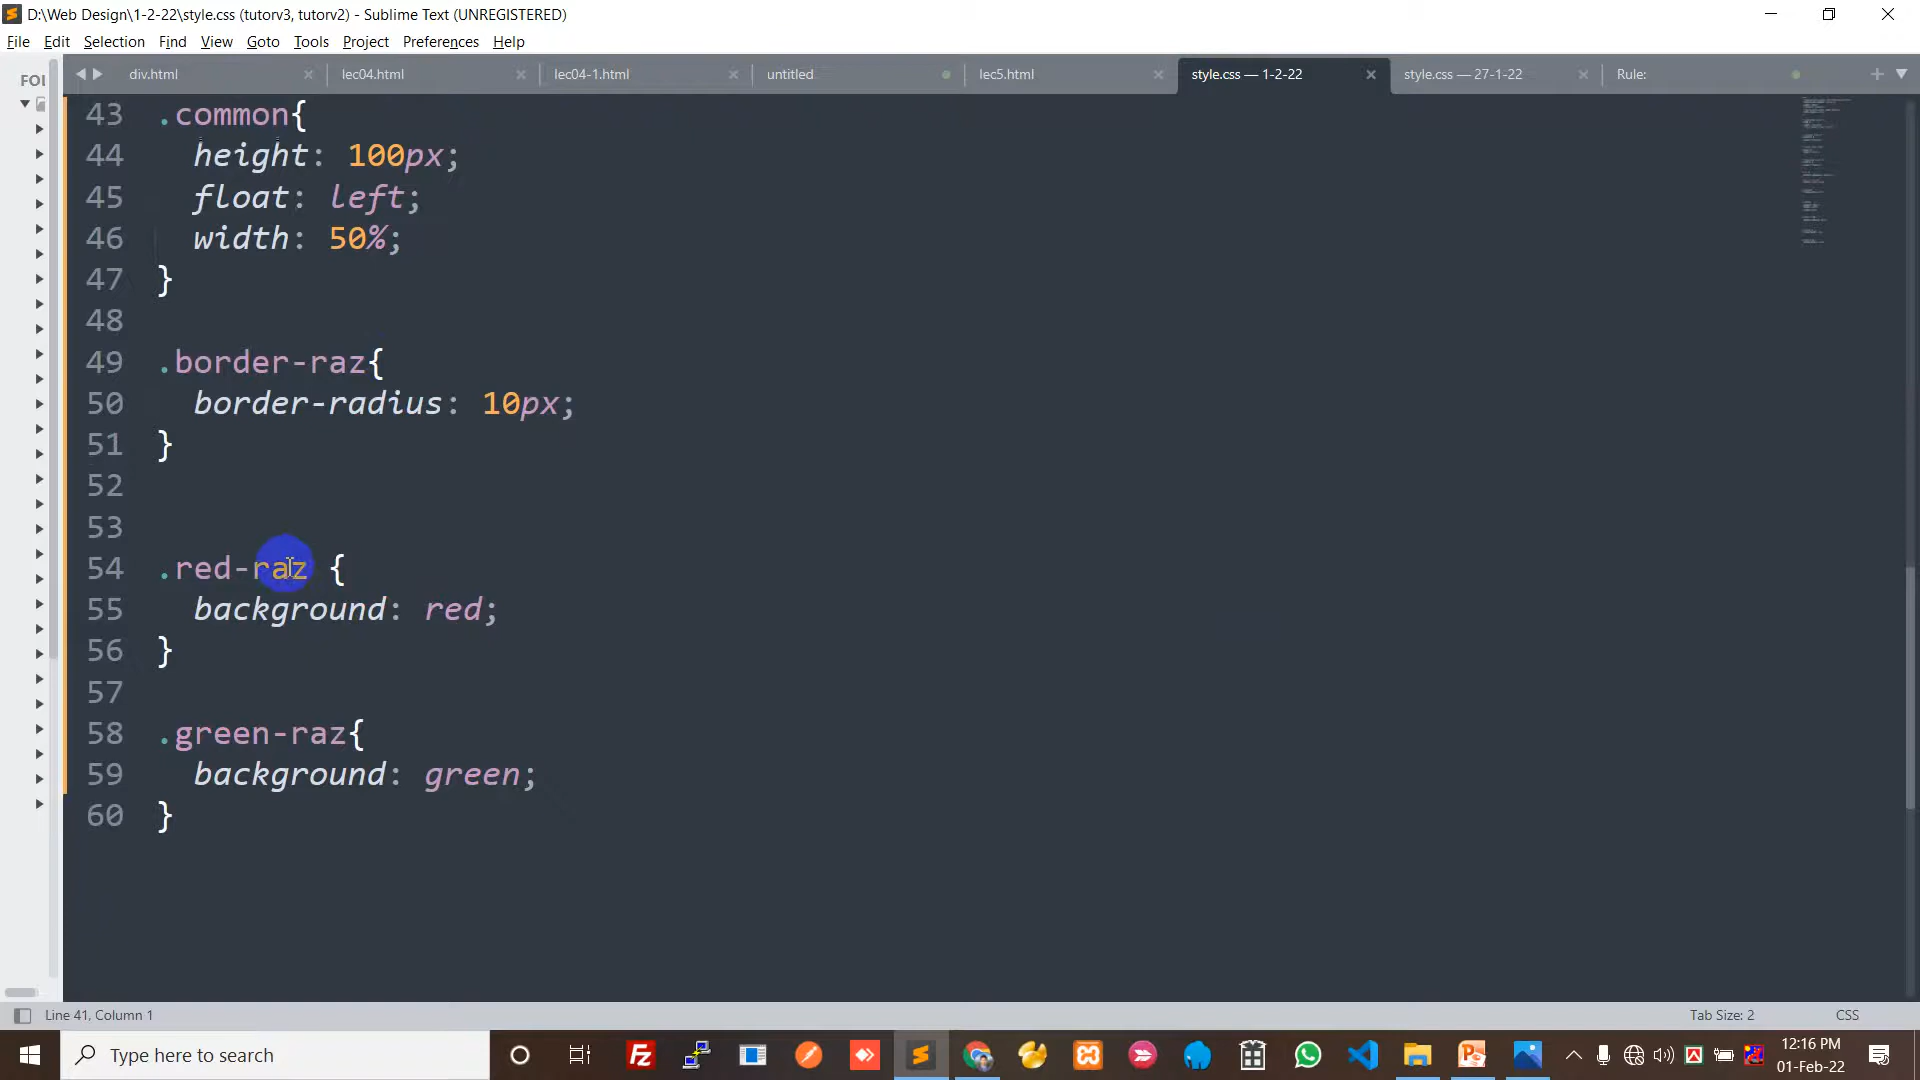 D:\Web Design\1-2-22\style.css (tutorv3, tutorv2) - Sublime Text (UNREGISTERED)
File Edit Selection Find View Goto Tools Project Preferences Help
FOI
div.html lec04.html lec04-1.html untitled lec5.html style.css — 1-2-22 style.css — 27-1-22 Rule:
43 .common{
44 height: 100px;
45 float: left;
46 width: 50%;
47 }
48
49 .border-raz{
50 border-radius: 10px;
51 }
52
53
54 .red-raz {
55 background: red;
56 }
57
58 .green-raz{
59 background: green;
60 }
Line 41, Column 1 Tab Size: 2 CSS
Type here to search
12:16 PM
01-Feb-22